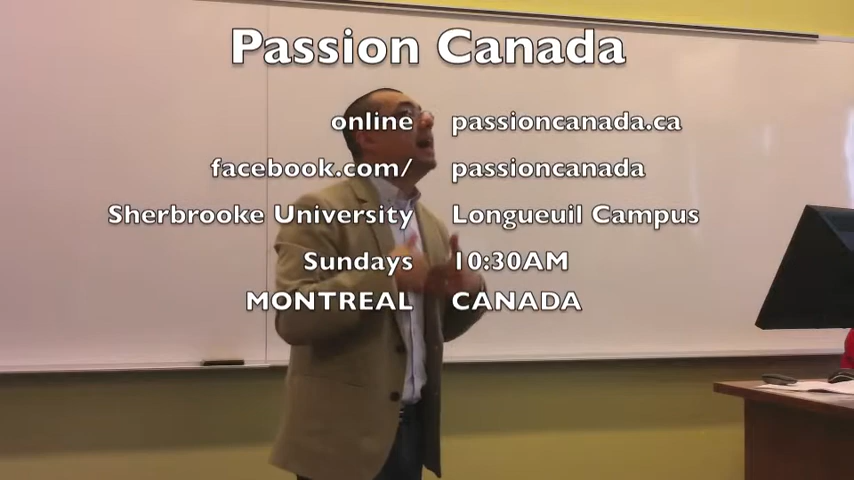 Passion Canada
online passioncanada.ca
facebook.com/ passioncanada
Sherbrooke University Longueuil Campus
Sundays 10:30AM
MONTREAL CANADA